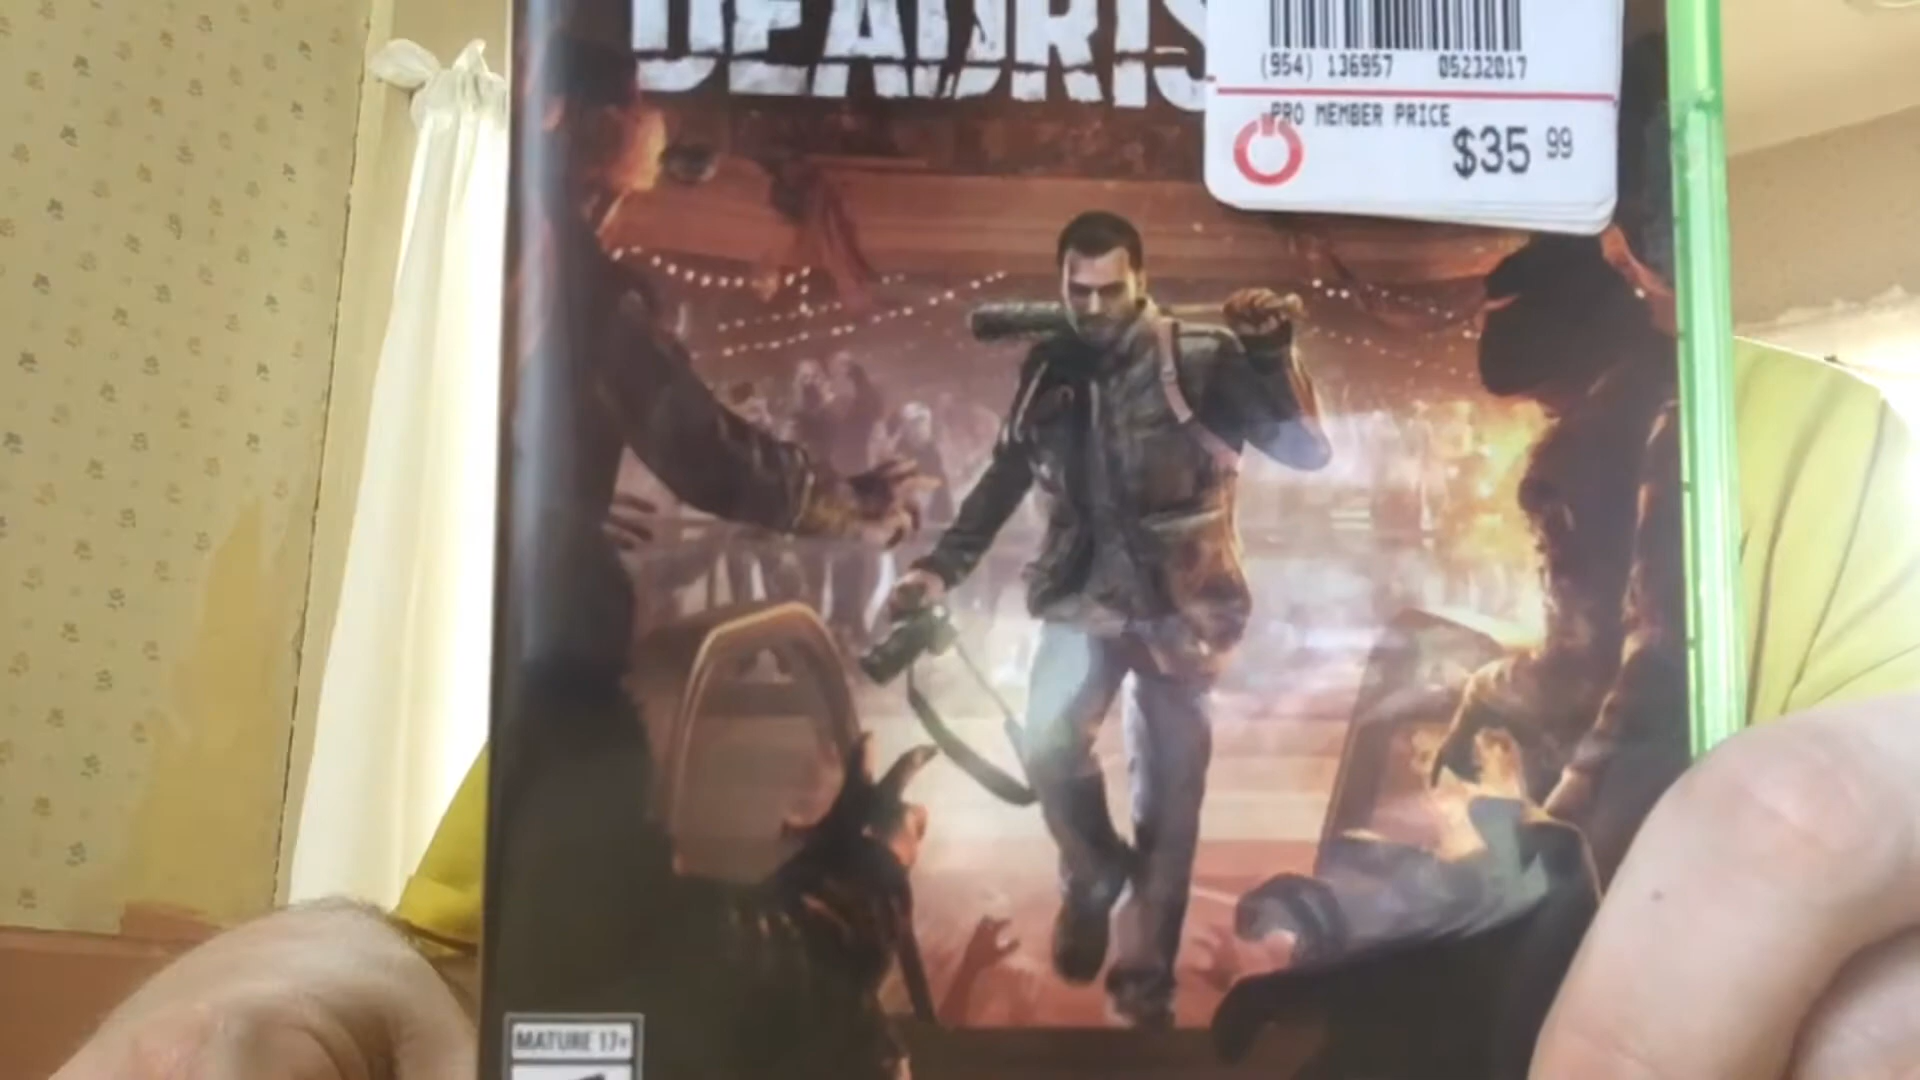 DEADRIS
(954) 136957 05232017
PRO MEMBER PRICE
$35 99
MATURE 17+